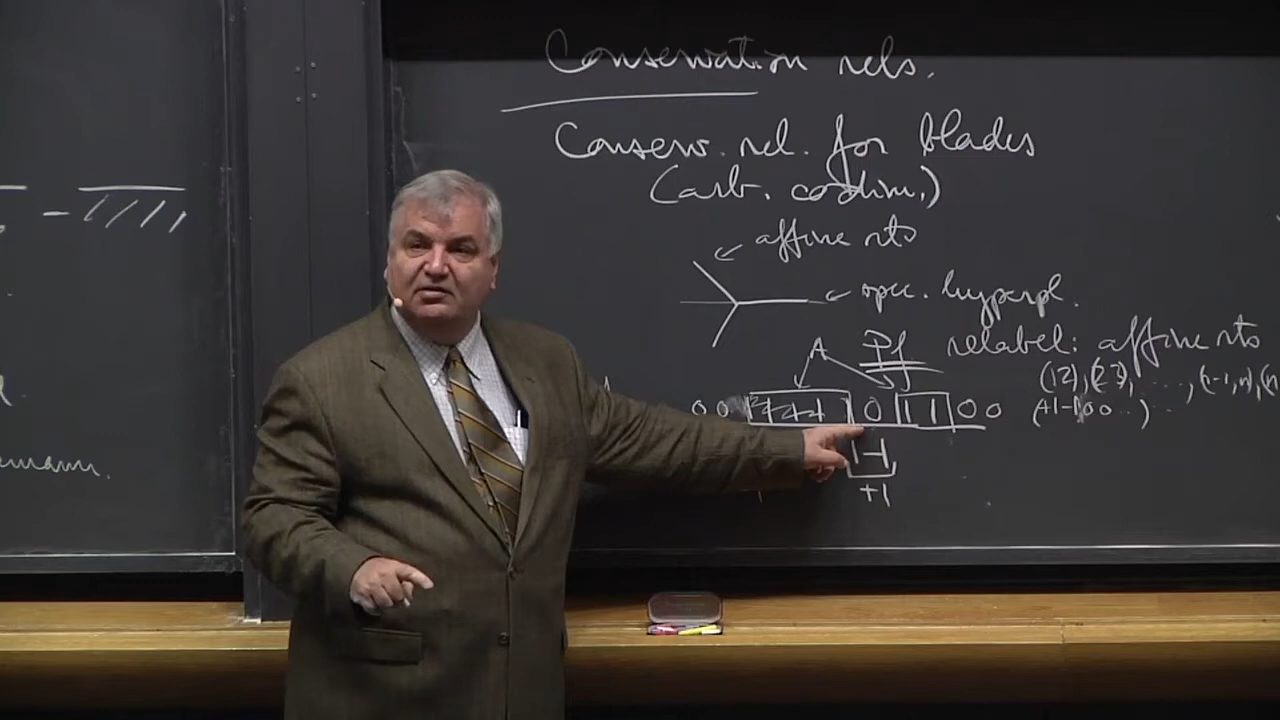 Conservation rels.
Conserv. rel. for blades
(arb. codim.)
affine rts
spec. hyperpl.
A Pf relabel: affine rts
(12), (23), ..., (n-1, n), (n
0 0 0 1 1 0 0 (+1 -1 0 0 ..) ..
1 -1
+1